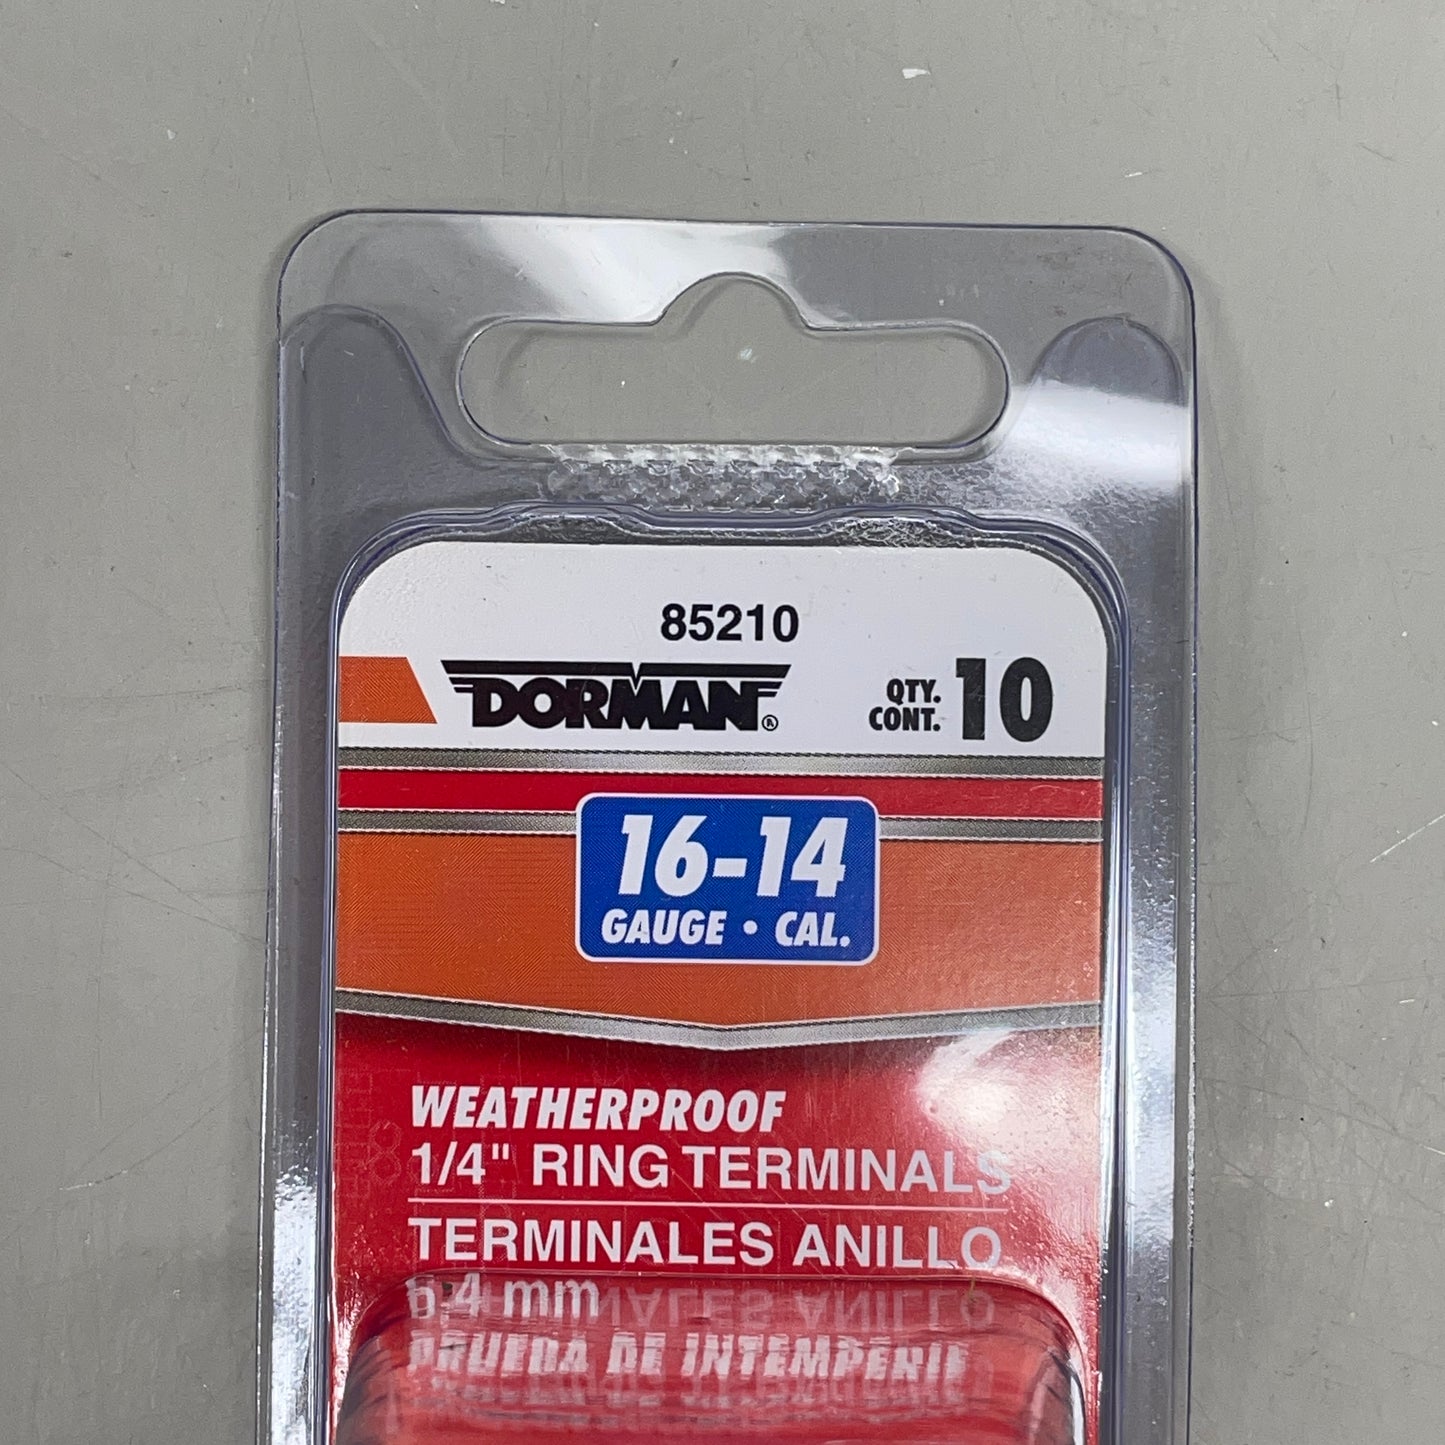 85210
DORMAN®
QTY.
CONT. 10
16-14
GAUGE • CAL.
WEATHERPROOF
1/4" RING TERMINALS
TERMINALES ANILLO
6,4 mm
PRUEBA DE INTEMPERIE